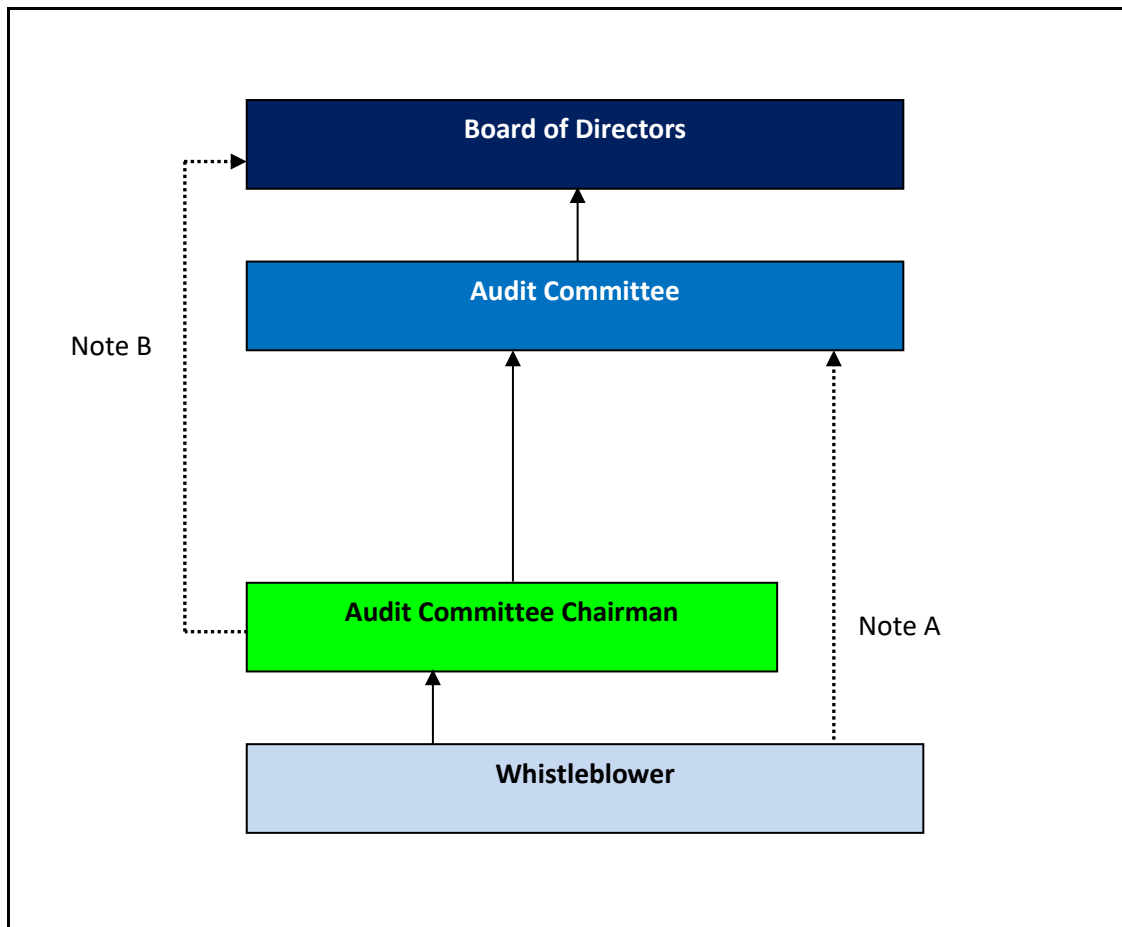 Board of Directors
Audit Committee
Note B
Audit Committee Chairman
Note A
Whistleblower